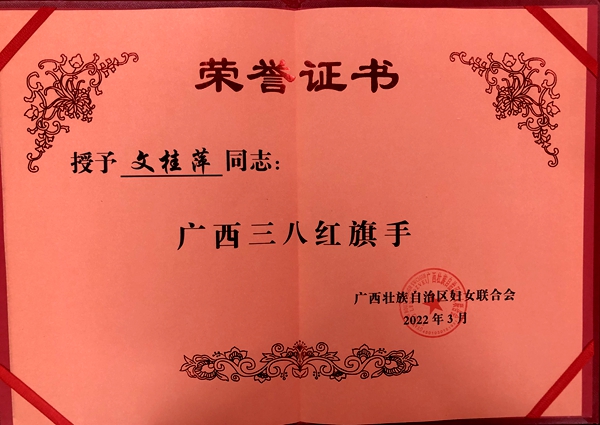 荣誉证书
授予 文桂萍 同志:
广西三八红旗手
广西壮族自治区妇女联合会
2022年3月